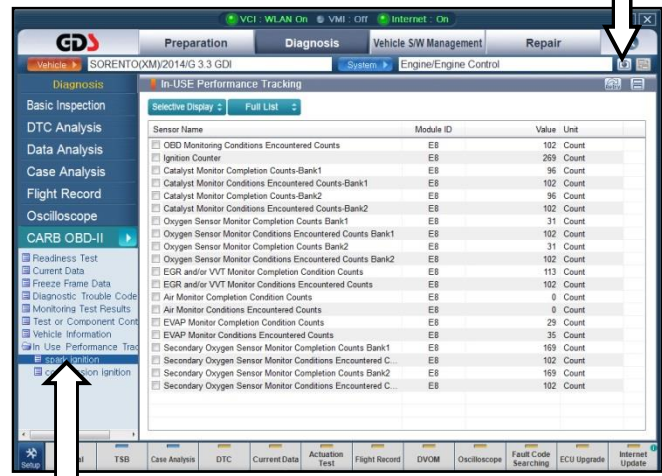 VCI : WLAN On VMI : Off Internet : On
GDS Preparation Diagnosis Vehicle S/W Management Repair
Vehicle SORENTO(XM)/2014/G 3.3 GDI System Engine/Engine Control
Diagnosis
Basic Inspection
DTC Analysis
Data Analysis
Case Analysis
Flight Record
Oscilloscope
CARB OBD-II
Readiness Test
Current Data
Freeze Frame Data
Diagnostic Trouble Code
Monitoring Test Results
Test or Component Cont
Vehicle Information
In Use Performance Trac
ignition
ignition
In-USE Performance Tracking
Selective Display Full List
Sensor Name Module ID Value Unit
OBD Monitoring Conditions Encountered Counts E8 102 Count
Ignition Counter E8 269 Count
Catalyst Monitor Completion Counts-Bank1 E8 96 Count
Catalyst Monitor Conditions Encountered Counts-Bank1 E8 102 Count
Catalyst Monitor Completion Counts-Bank2 E8 96 Count
Catalyst Monitor Conditions Encountered Counts-Bank2 E8 102 Count
Oxygen Sensor Monitor Completion Counts Bank1 E8 31 Count
Oxygen Sensor Monitor Conditions Encountered Counts Bank1 E8 102 Count
Oxygen Sensor Monitor Completion Counts Bank2 E8 31 Count
Oxygen Sensor Monitor Conditions Encountered Counts Bank2 E8 102 Count
EGR and/or VVT Monitor Completion Condition Counts E8 113 Count
EGR and/or VVT Monitor Conditions Encountered Counts E8 102 Count
Air Monitor Completion Condition Counts E8 0 Count
Air Monitor Conditions Encountered Counts E8 0 Count
EVAP Monitor Completion Condition Counts E8 29 Count
EVAP Monitor Conditions Encountered Counts E8 35 Count
Secondary Oxygen Sensor Monitor Completion Counts Bank1 E8 169 Count
Secondary Oxygen Sensor Monitor Conditions Encountered C... E8 102 Count
Secondary Oxygen Sensor Monitor Completion Counts Bank2 E8 169 Count
Secondary Oxygen Sensor Monitor Conditions Encountered C... E8 102 Count
Setup TSB Case Analysis DTC Current Data Actuation Test Flight Record DVOM Oscilloscope Fault Code Searching ECU Upgrade Internet Update